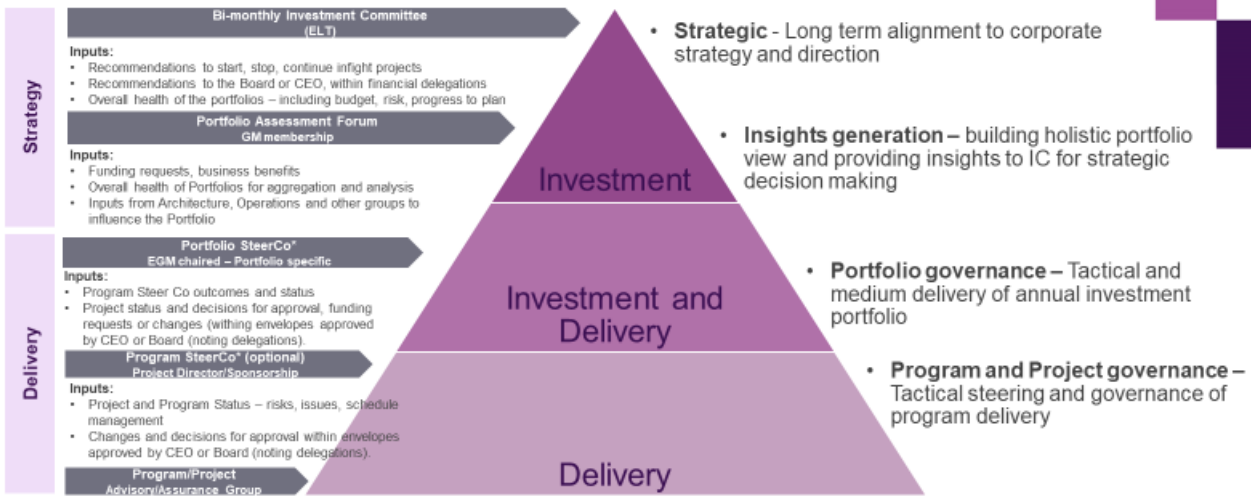 Strategy
Bi-monthly Investment Committee
(ELT)
Inputs:
• Recommendations to start, stop, continue infight projects
• Recommendations to the Board or CEO, within financial delegations
• Overall health of the portfolios – including budget, risk, progress to plan
Portfolio Assessment Forum
GM membership
Inputs:
• Funding requests, business benefits
• Overall health of Portfolios for aggregation and analysis
• Inputs from Architecture, Operations and other groups to
influence the Portfolio
Delivery
Portfolio SteerCo*
EGM chaired – Portfolio specific
Inputs:
• Program Steer Co outcomes and status
• Project status and decisions for approval, funding
requests or changes (withing envelopes approved
by CEO or Board (noting delegations).
Program SteerCo* (optional)
Project Director/Sponsorship
Inputs:
• Project and Program Status – risks, issues, schedule
management
• Changes and decisions for approval within envelopes
approved by CEO or Board (noting delegations).
Program/Project
Advisory/Assurance Group
Investment
Investment and
Delivery
Delivery
• Strategic - Long term alignment to corporate
strategy and direction
• Insights generation – building holistic portfolio
view and providing insights to IC for strategic
decision making
• Portfolio governance – Tactical and
medium delivery of annual investment
portfolio
• Program and Project governance –
Tactical steering and governance of
program delivery